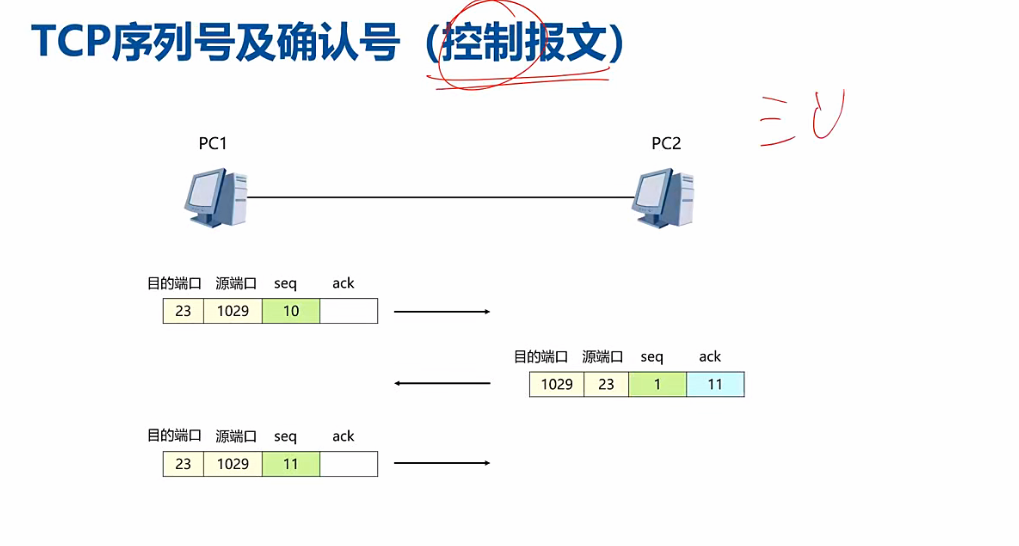 TCP序列号及确认号（控制报文）
PC1 PC2
目的端口 源端口 seq ack
23 1029 10
目的端口 源端口 seq ack
1029 23 1 11
目的端口 源端口 seq ack
23 1029 11